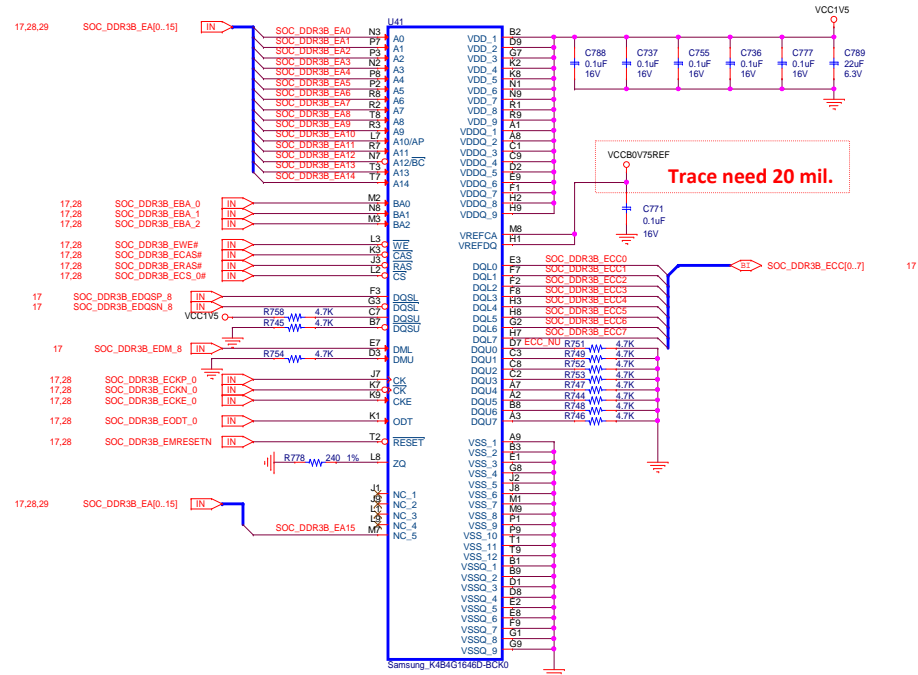 VCC1V5
17,28,29 SOC_DDR3B_EA[0..15] IN
U41
SOC_DDR3B_EA0 N3 A0
SOC_DDR3B_EA1 P7 A1
SOC_DDR3B_EA2 P3 A2
SOC_DDR3B_EA3 N2 A3
SOC_DDR3B_EA4 P8 A4
SOC_DDR3B_EA5 P2 A5
SOC_DDR3B_EA6 R8 A6
SOC_DDR3B_EA7 R2 A7
SOC_DDR3B_EA8 T8 A8
SOC_DDR3B_EA9 R3 A9
SOC_DDR3B_EA10 L7 A10/AP
SOC_DDR3B_EA11 R7 A11
SOC_DDR3B_EA12 N7 A12/BC
SOC_DDR3B_EA13 T3 A13
SOC_DDR3B_EA14 T7 A14
17,28 SOC_DDR3B_EBA_0 IN M2 BA0
17,28 SOC_DDR3B_EBA_1 IN N8 BA1
17,28 SOC_DDR3B_EBA_2 IN M3 BA2
17,28 SOC_DDR3B_EWE# IN L3 WE
17,28 SOC_DDR3B_ECAS# IN K3 CAS
17,28 SOC_DDR3B_ERAS# IN J3 RAS
17,28 SOC_DDR3B_ECS_0# IN L2 CS
17 SOC_DDR3B_EDQSP_8 IN F3 DQSL
17 SOC_DDR3B_EDQSN_8 IN G3 DQSL
VCC1V5 R758 4.7K C7 DQSU
R745 4.7K B7 DQSU
17 SOC_DDR3B_EDM_8 IN E7 DML
R754 4.7K D3 DMU
17,28 SOC_DDR3B_ECKP_0 IN J7 CK
17,28 SOC_DDR3B_ECKN_0 IN K7 CK
17,28 SOC_DDR3B_ECKE_0 IN K9 CKE
17,28 SOC_DDR3B_EODT_0 IN K1 ODT
17,28 SOC_DDR3B_EMRESETN IN T2 RESET
R778 240 1% L8 ZQ
J1 NC_1
NC_2
NC_3
NC_4
17,28,29 SOC_DDR3B_EA[0..15] IN
SOC_DDR3B_EA15 M7 NC_5
Samsung_K4B4G1646D-BCK0
VDD_1 B2
VDD_2 D9
VDD_3 G7
VDD_4 K2
VDD_5 K8
VDD_6 N1
VDD_7 N9
VDD_8 R1
VDD_9 R9
VDDQ_1 A1
VDDQ_2 A8
VDDQ_3 C1
VDDQ_4 C9
VDDQ_5 D2
VDDQ_6 E9
VDDQ_7 F1
VDDQ_8 H2
VDDQ_9 H9
VREFCA M8
VREFDQ H1
C788 0.1uF 16V
C737 0.1uF 16V
C755 0.1uF 16V
C736 0.1uF 16V
C777 0.1uF 16V
C789 22uF 6.3V
VCCB0V75REF
Trace need 20 mil.
C771 0.1uF 16V
DQL0 E3 SOC_DDR3B_ECC0
DQL1 F7 SOC_DDR3B_ECC1
DQL2 F2 SOC_DDR3B_ECC2
DQL3 F8 SOC_DDR3B_ECC3
DQL4 H3 SOC_DDR3B_ECC4
DQL5 H8 SOC_DDR3B_ECC5
DQL6 G2 SOC_DDR3B_ECC6
DQL7 H7 SOC_DDR3B_ECC7
BI SOC_DDR3B_ECC[0..7] 17
DQU0 D7 ECC_NU R751 4.7K
DQU1 C3 R749 4.7K
DQU2 C8 R752 4.7K
DQU3 C2 R753 4.7K
DQU4 A7 R747 4.7K
DQU5 A2 R744 4.7K
DQU6 B8 R748 4.7K
DQU7 A3 R746 4.7K
VSS_1 A9
VSS_2 B3
VSS_3 E1
VSS_4 G8
VSS_5 J2
VSS_6 J8
VSS_7 M1
VSS_8 M9
VSS_9 P1
VSS_10 P9
VSS_11 T1
VSS_12 T9
VSSQ_1 B1
VSSQ_2 B9
VSSQ_3 D1
VSSQ_4 D8
VSSQ_5 E2
VSSQ_6 E8
VSSQ_7 F9
VSSQ_8 G1
VSSQ_9 G9